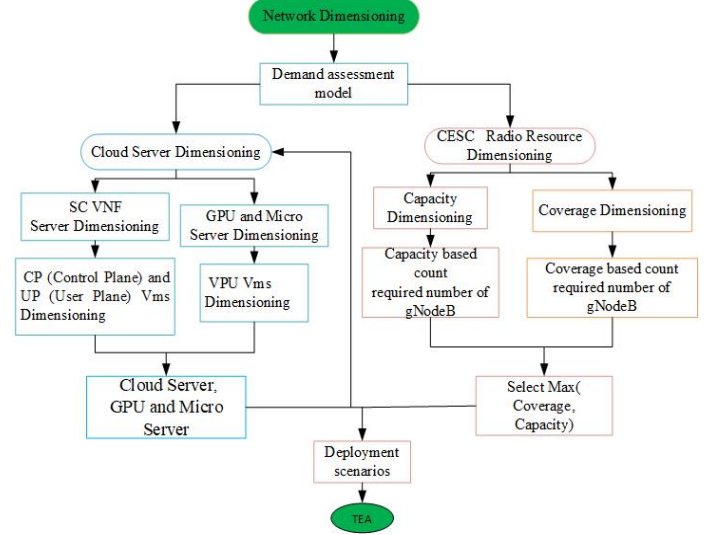 Network Dimensioning
Demand assessment
model
Cloud Server Dimensioning
CESC Radio Resource
Dimensioning
SC VNF
Server Dimensioning
GPU and Micro
Server Dimensioning
Capacity
Dimensioning
Coverage Dimensioning
CP (Control Plane) and
UP (User Plane) Vms
Dimensioning
VPU Vms
Dimensioning
Capacity based
count
required number of
gNodeB
Coverage based count
required number of
gNodeB
Cloud Server,
GPU and Micro
Server
Select Max(
Coverage,
Capacity)
Deployment
scenarios
TEA